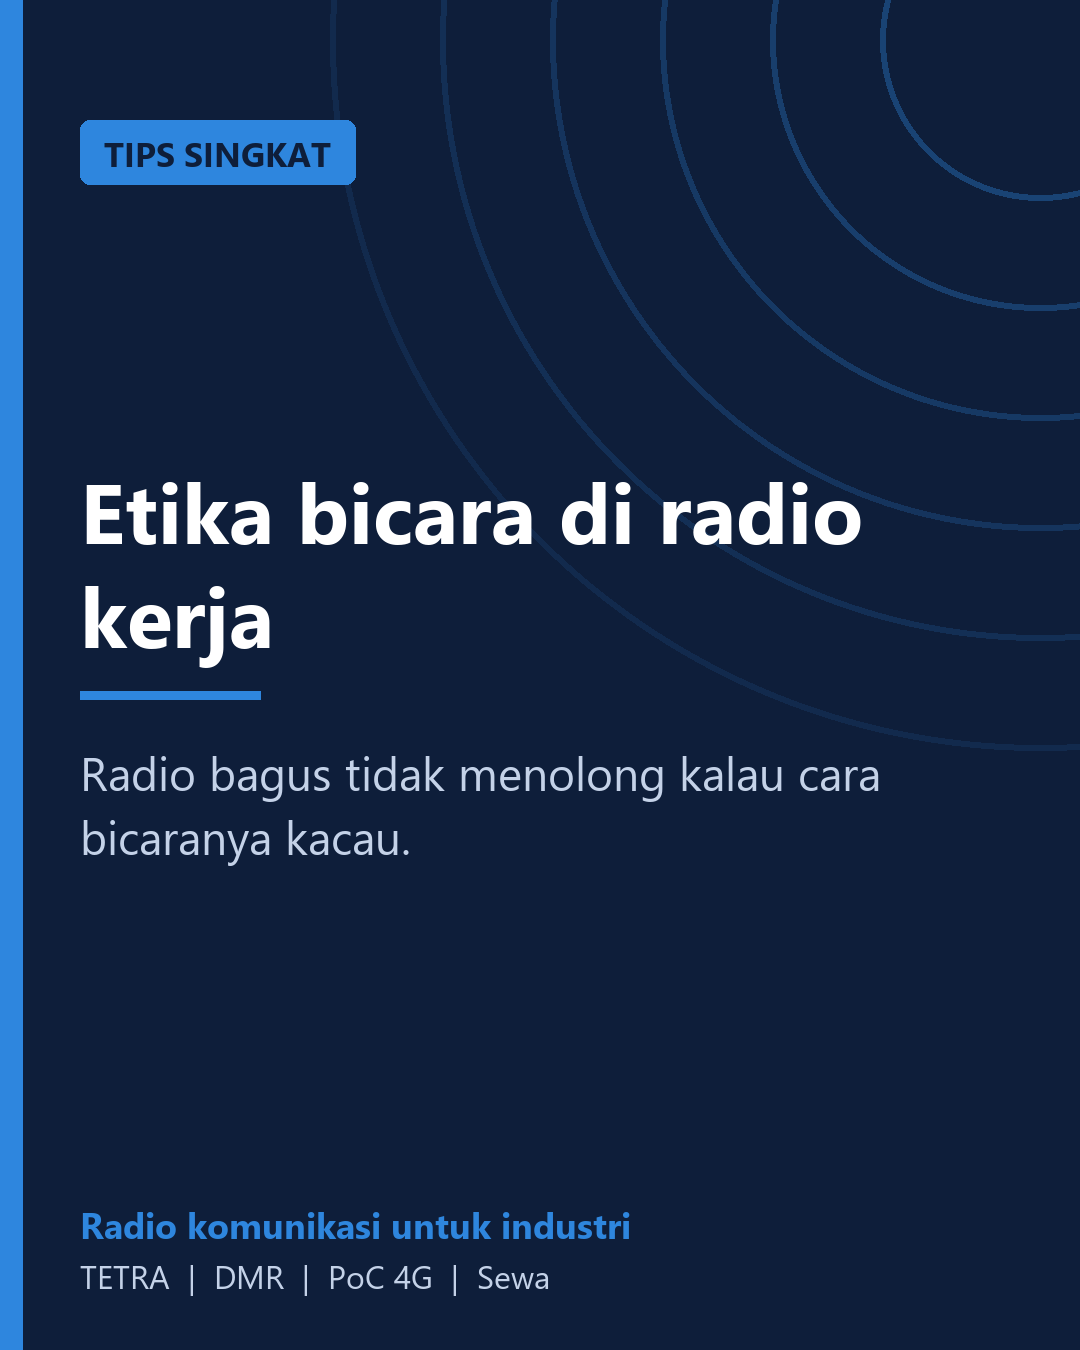 TIPS SINGKAT
Etika bicara di radio
kerja
Radio bagus tidak menolong kalau cara
bicaranya kacau.
Radio komunikasi untuk industri
TETRA | DMR | PoC 4G | Sewa